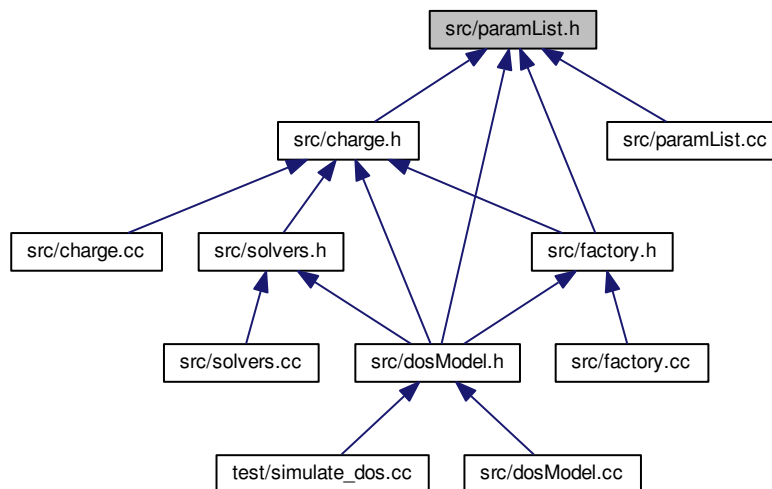 src/paramList.h
src/charge.h
src/paramList.cc
src/charge.cc
src/solvers.h
src/factory.h
src/solvers.cc
src/dosModel.h
src/factory.cc
test/simulate_dos.cc
src/dosModel.cc